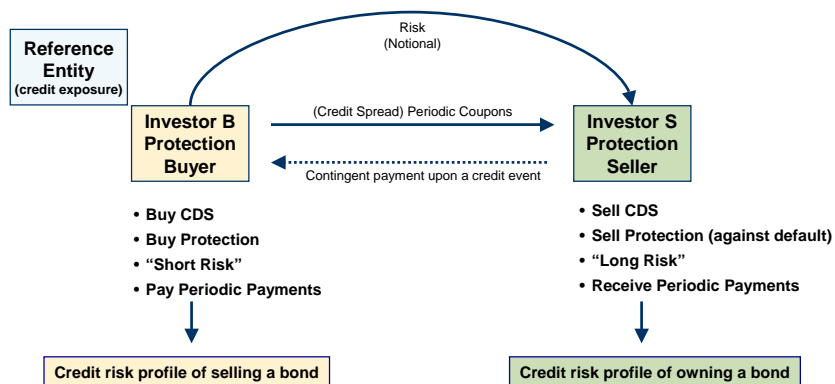 Risk
(Notional)
Reference
Entity
(credit exposure)
(Credit Spread) Periodic Coupons
Investor B
Protection
Buyer
Investor S
Protection
Seller
Contingent payment upon a credit event
• Buy CDS
• Buy Protection
• “Short Risk”
• Pay Periodic Payments
• Sell CDS
• Sell Protection (against default)
• “Long Risk”
• Receive Periodic Payments
Credit risk profile of selling a bond
Credit risk profile of owning a bond